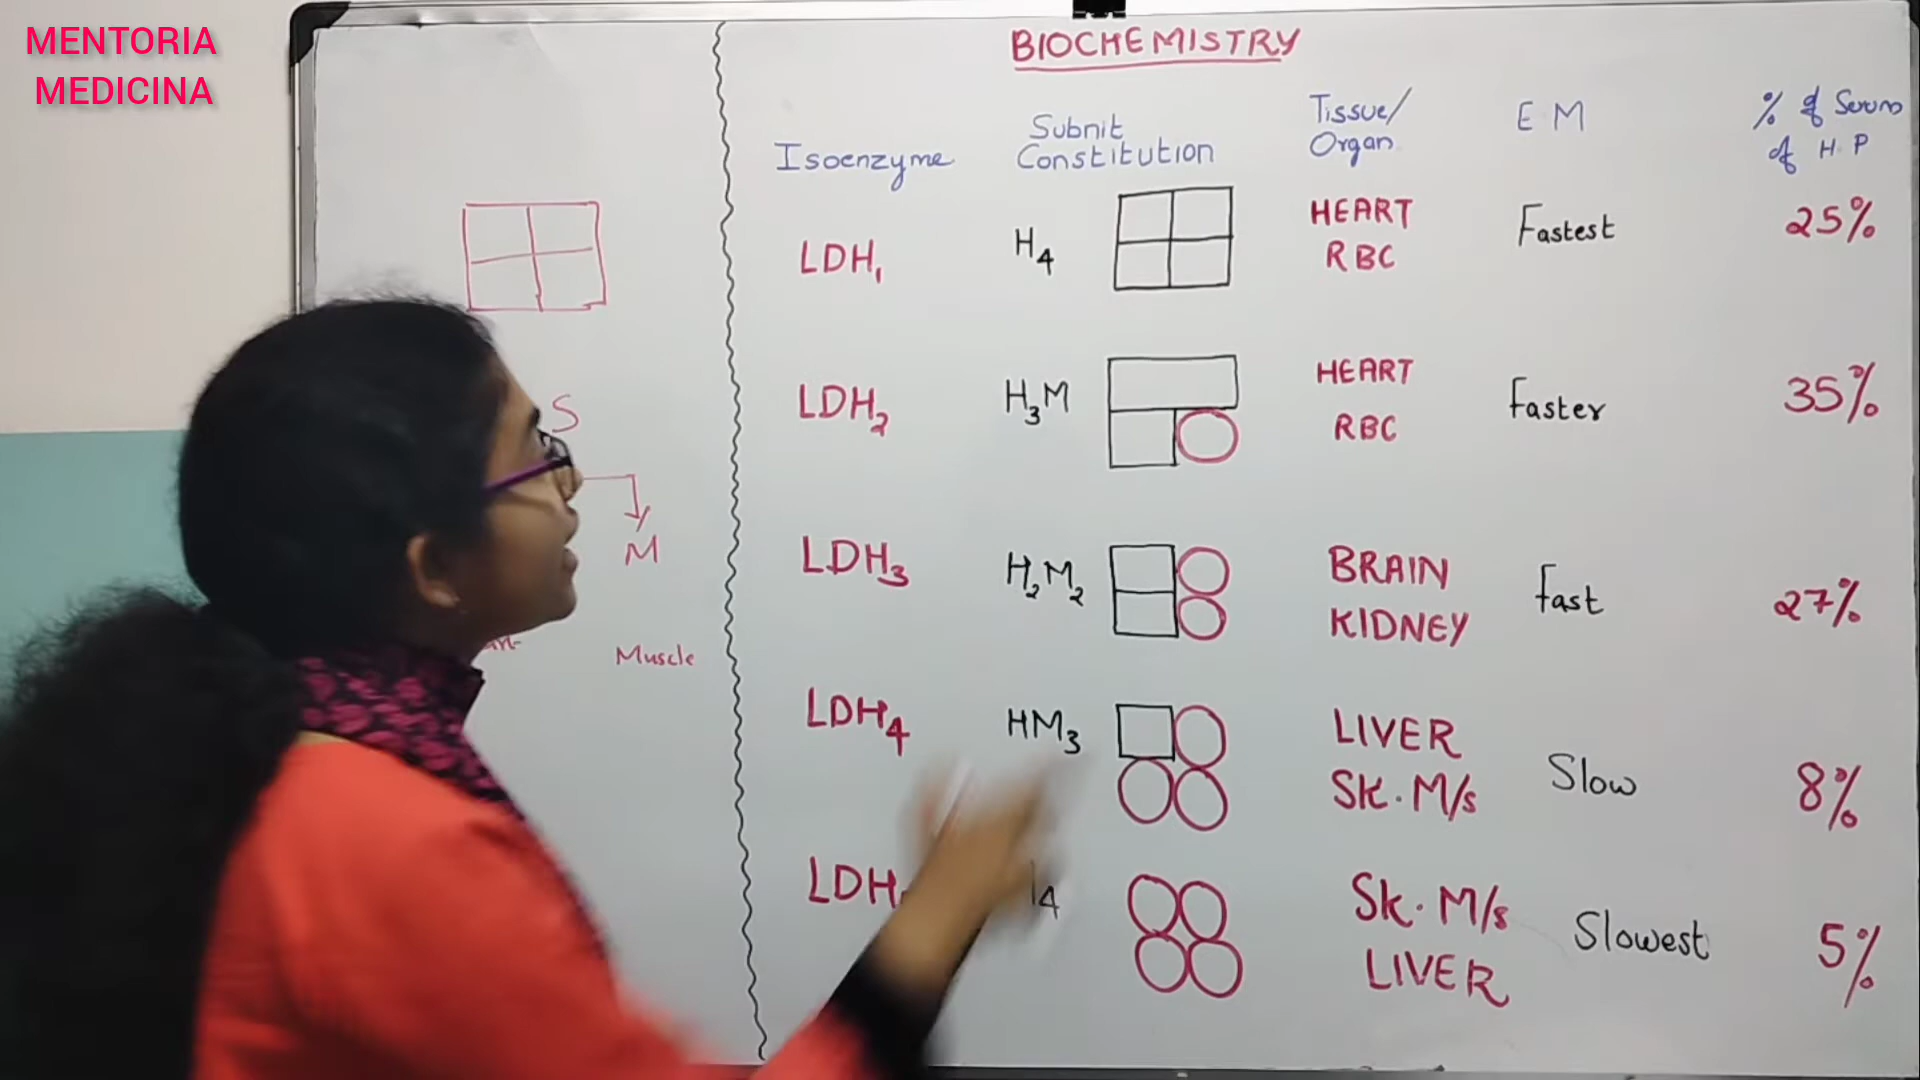 MENTORIA
MEDICINA
BIOCHEMISTRY
Isoenzyme
Subnit
Constitution
Tissue/
Organ
E M
% of Serum
of H P
LDH1 H4 HEART
RBC Fastest 25%
LDH2 H3M HEART
RBC Faster 35%
LDH3 H2M2 BRAIN
KIDNEY Fast 27%
LDH4 HM3 LIVER
Sk. M/s Slow 8%
LDH 4 Sk. M/s
LIVER Slowest 5%
S
M
Muscle